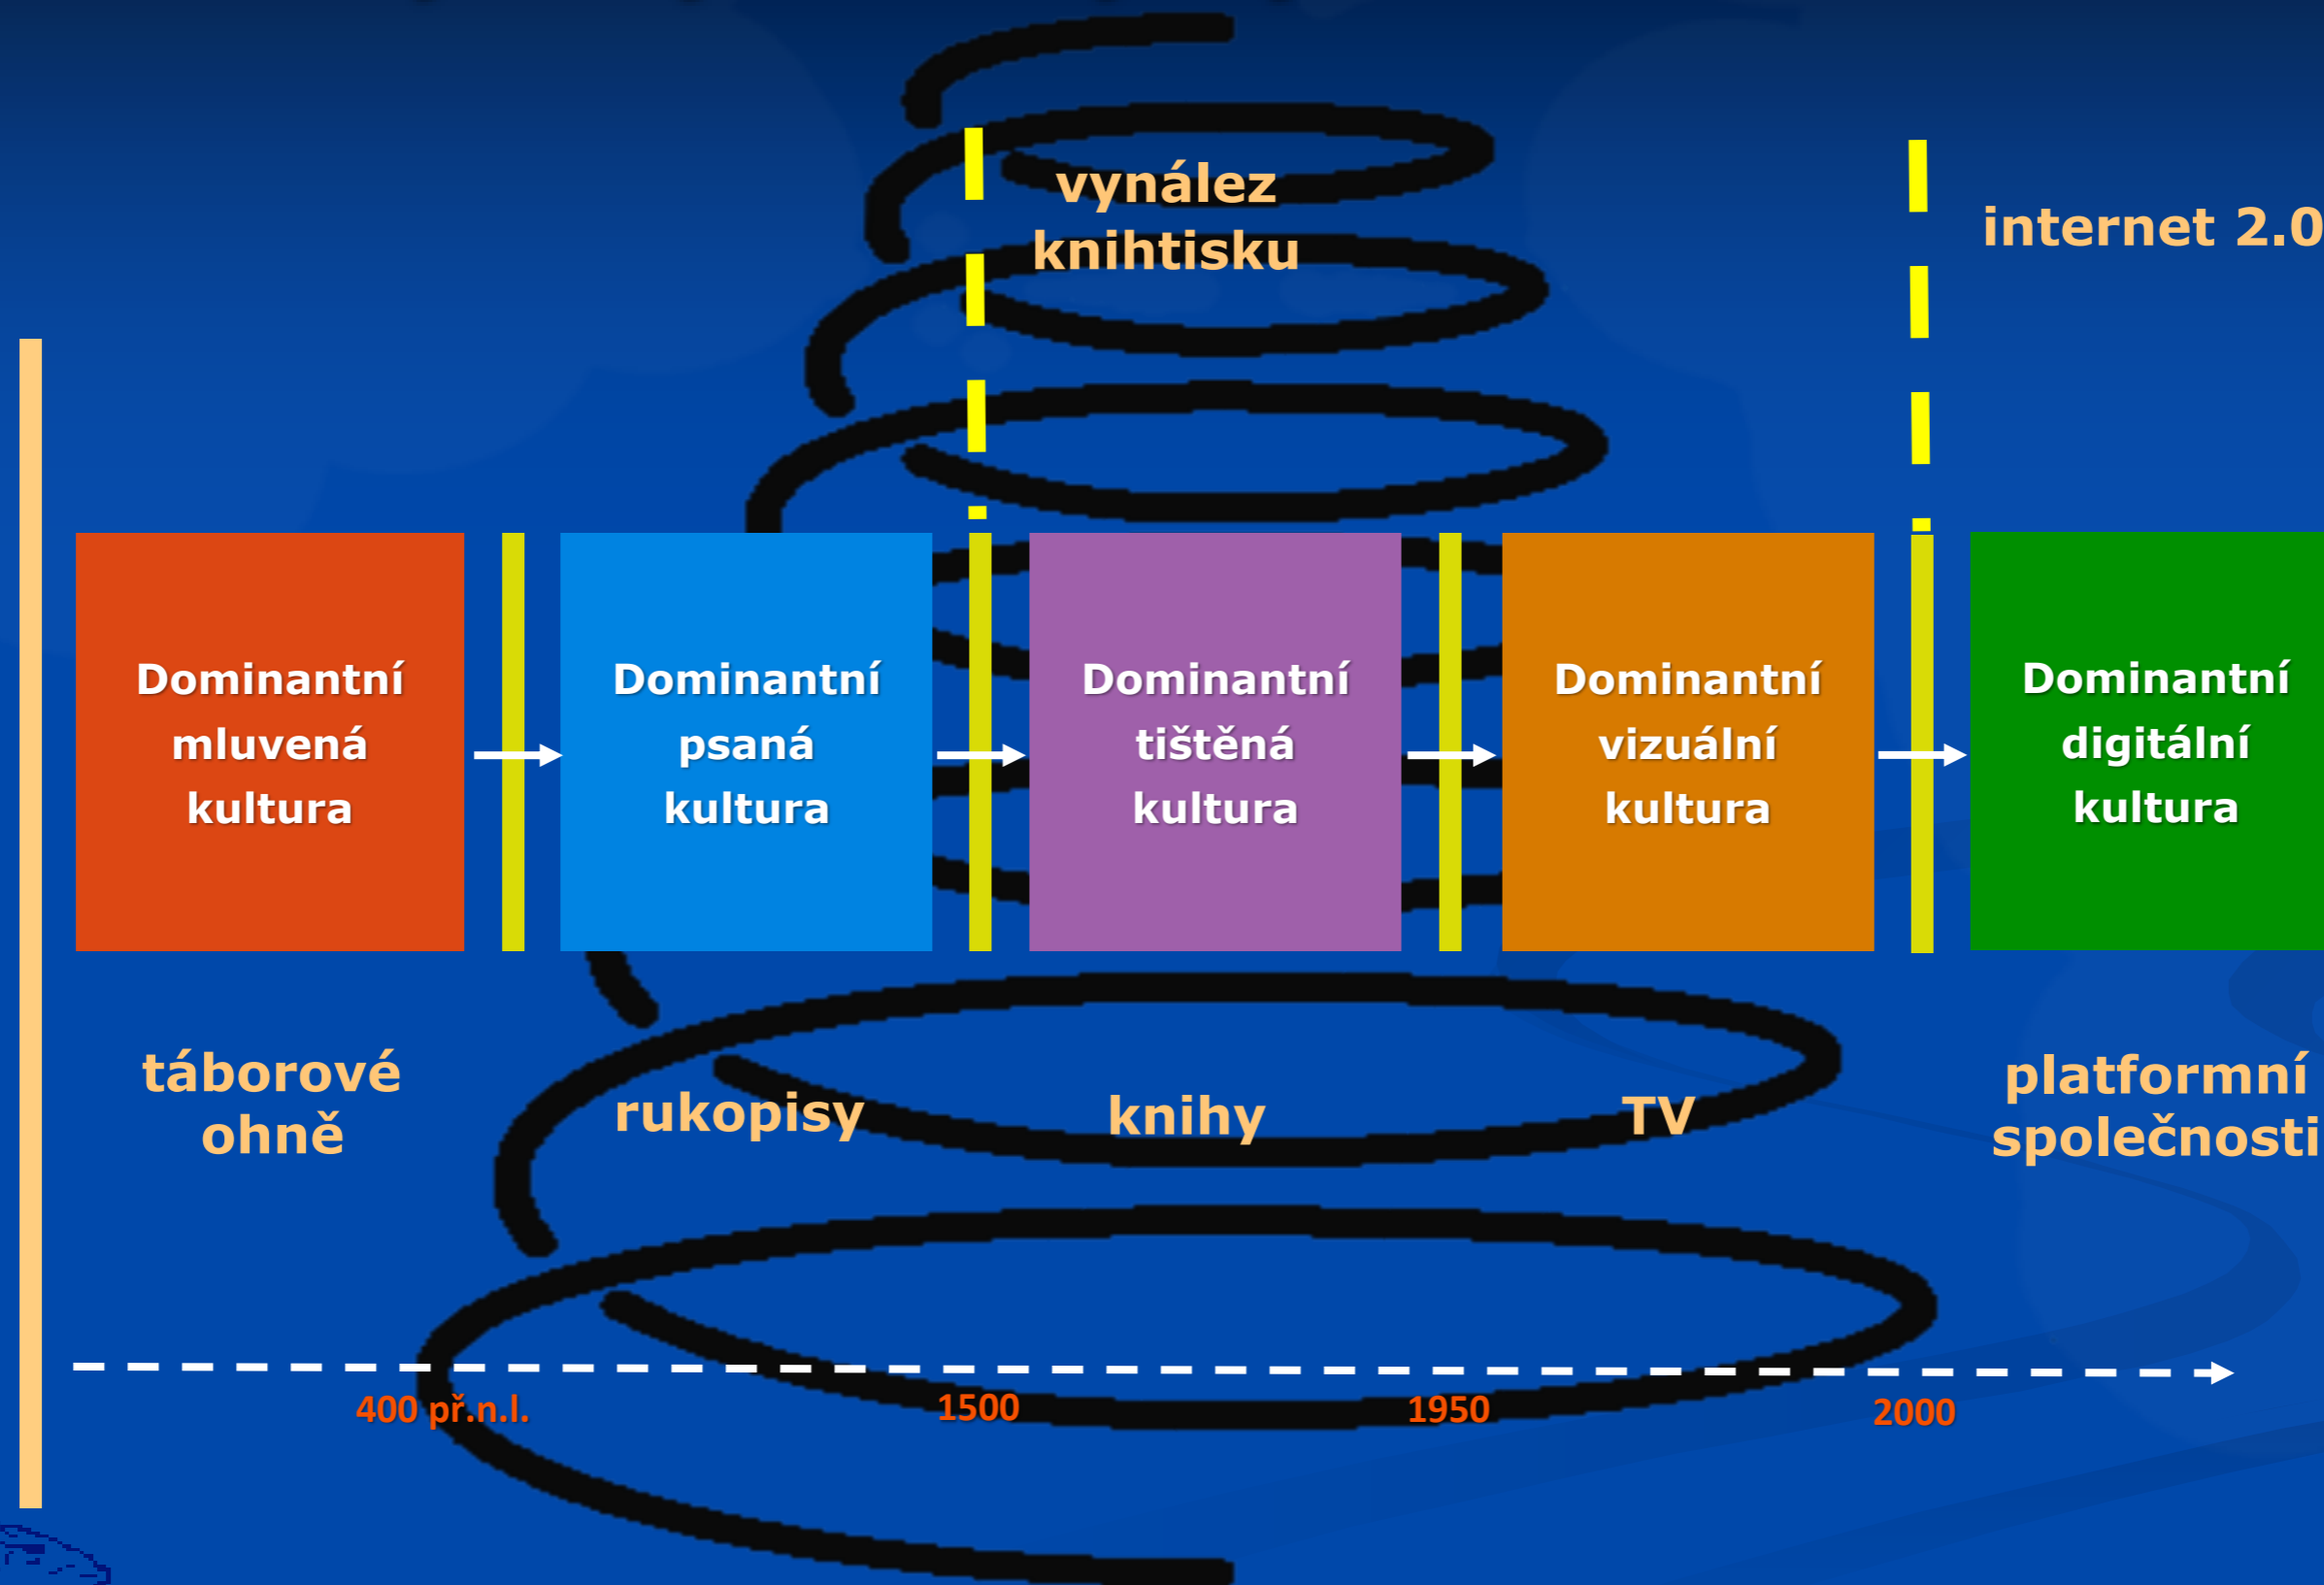 vynález
knihtisku
internet 2.0
Dominantní
mluvená
kultura
Dominantní
psaná
kultura
Dominantní
tištěná
kultura
Dominantní
vizuální
kultura
Dominantní
digitální
kultura
táborové
ohně
rukopisy
knihy
TV
platformní
společnosti
400 př.n.l.
1500
1950
2000